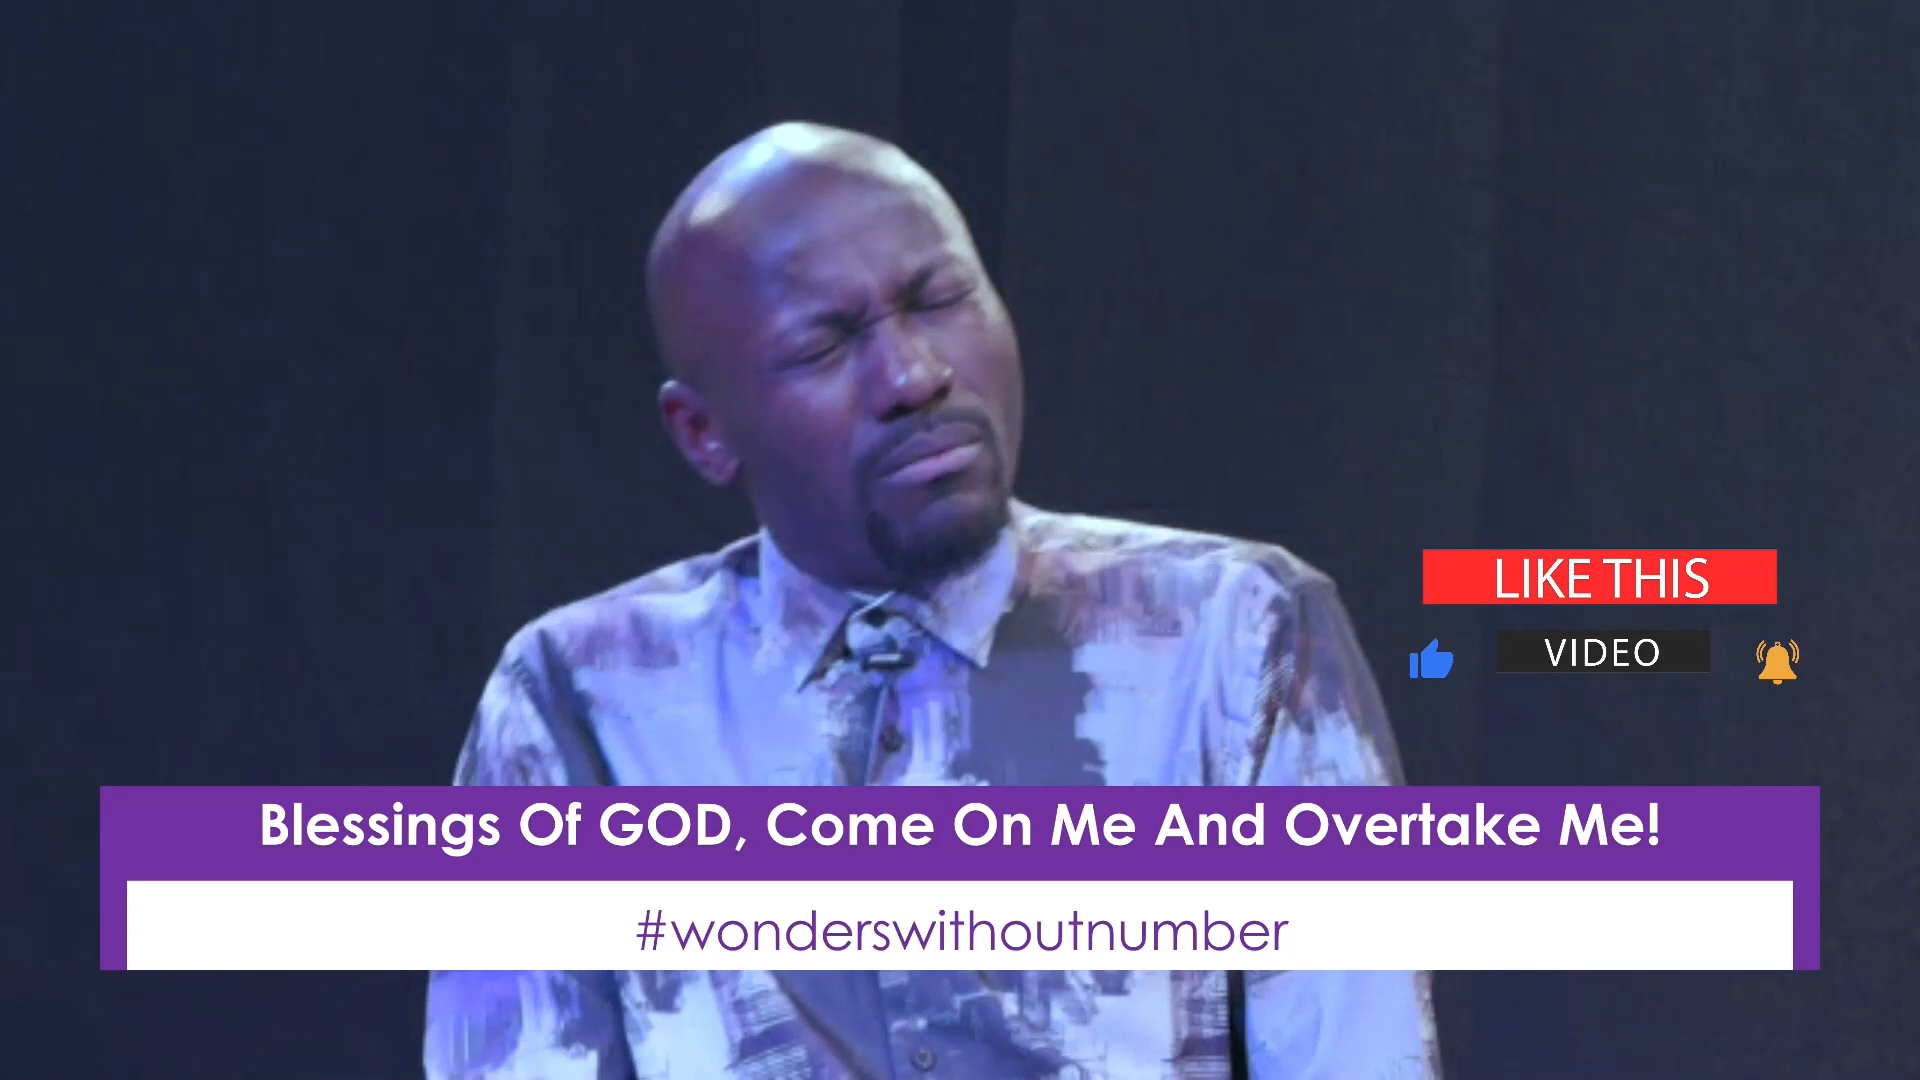 LIKE THIS
VIDEO
Blessings Of GOD, Come On Me And Overtake Me!
#wonderswithoutnumber